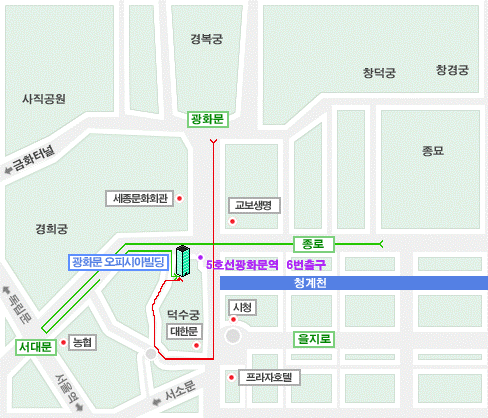 경복궁
창덕궁
창경궁
사직공원
광화문
종묘
금화터널
세종문화회관
교보생명
경희궁
종로
광화문 오피시아빌딩
5호선광화문역 6번출구
청계천
독립문
덕수궁
시청
대한문
을지로
서대문
농협
프라자호텔
서울역
서소문